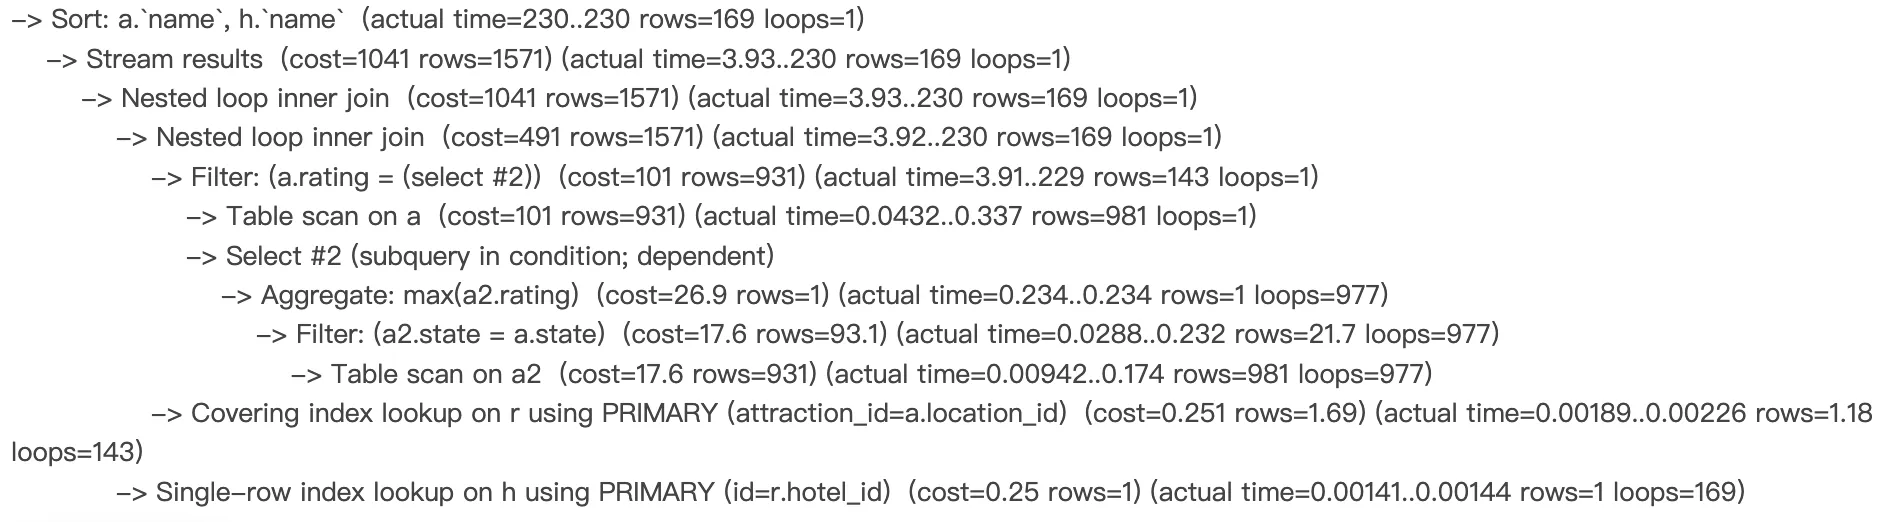 -> Sort: a.`name`, h.`name`  (actual time=230..230 rows=169 loops=1)
-> Stream results  (cost=1041 rows=1571) (actual time=3.93..230 rows=169 loops=1)
-> Nested loop inner join  (cost=1041 rows=1571) (actual time=3.93..230 rows=169 loops=1)
-> Nested loop inner join  (cost=491 rows=1571) (actual time=3.92..230 rows=169 loops=1)
-> Filter: (a.rating = (select #2))  (cost=101 rows=931) (actual time=3.91..229 rows=143 loops=1)
-> Table scan on a  (cost=101 rows=931) (actual time=0.0432..0.337 rows=981 loops=1)
-> Select #2 (subquery in condition; dependent)
-> Aggregate: max(a2.rating)  (cost=26.9 rows=1) (actual time=0.234..0.234 rows=1 loops=977)
-> Filter: (a2.state = a.state)  (cost=17.6 rows=93.1) (actual time=0.0288..0.232 rows=21.7 loops=977)
-> Table scan on a2  (cost=17.6 rows=931) (actual time=0.00942..0.174 rows=981 loops=977)
-> Covering index lookup on r using PRIMARY (attraction_id=a.location_id)  (cost=0.251 rows=1.69) (actual time=0.00189..0.00226 rows=1.18
loops=143)
-> Single-row index lookup on h using PRIMARY (id=r.hotel_id)  (cost=0.25 rows=1) (actual time=0.00141..0.00144 rows=1 loops=169)